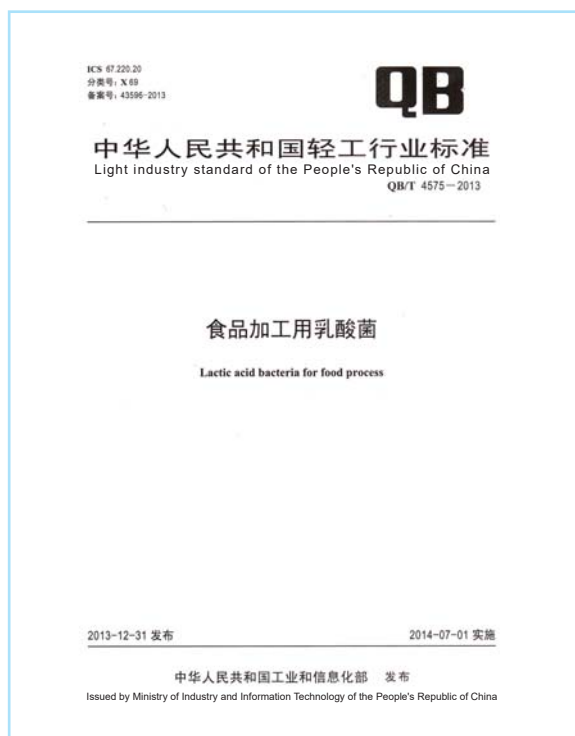 ICS 67.220.20
分类号：X 69
备案号：43596-2013
QB
中华人民共和国轻工行业标准
Light industry standard of the People's Republic of China
QB/T 4575－2013
食品加工用乳酸菌
Lactic acid bacteria for food process
2013-12-31 发布
2014-07-01 实施
中华人民共和国工业和信息化部 发布
Issued by Ministry of Industry and Information Technology of the People's Republic of China